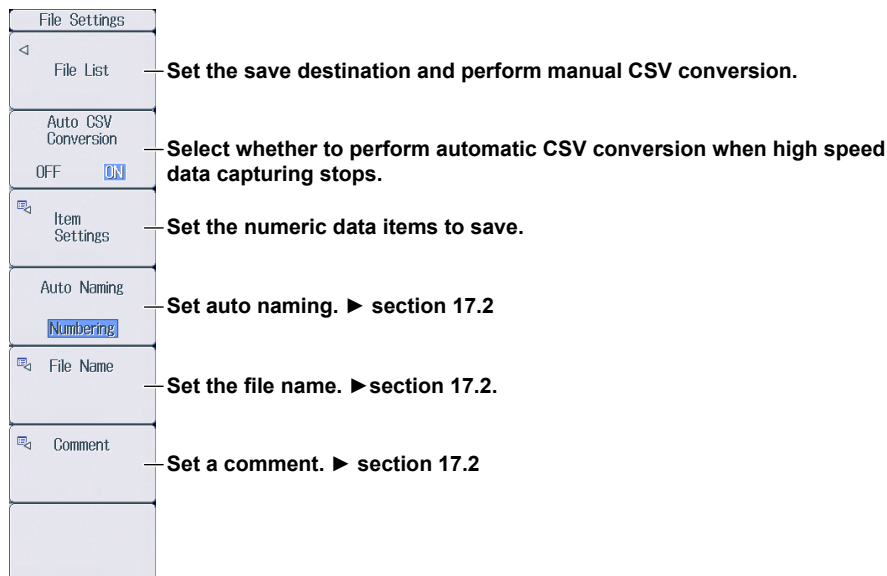 File Settings
File List
Set the save destination and perform manual CSV conversion.
Auto CSV
Conversion
OFF ON
Select whether to perform automatic CSV conversion when high speed
data capturing stops.
Item
Settings
Set the numeric data items to save.
Auto Naming
Numbering
Set auto naming. ► section 17.2
File Name
Set the file name. ►section 17.2.
Comment
Set a comment. ► section 17.2